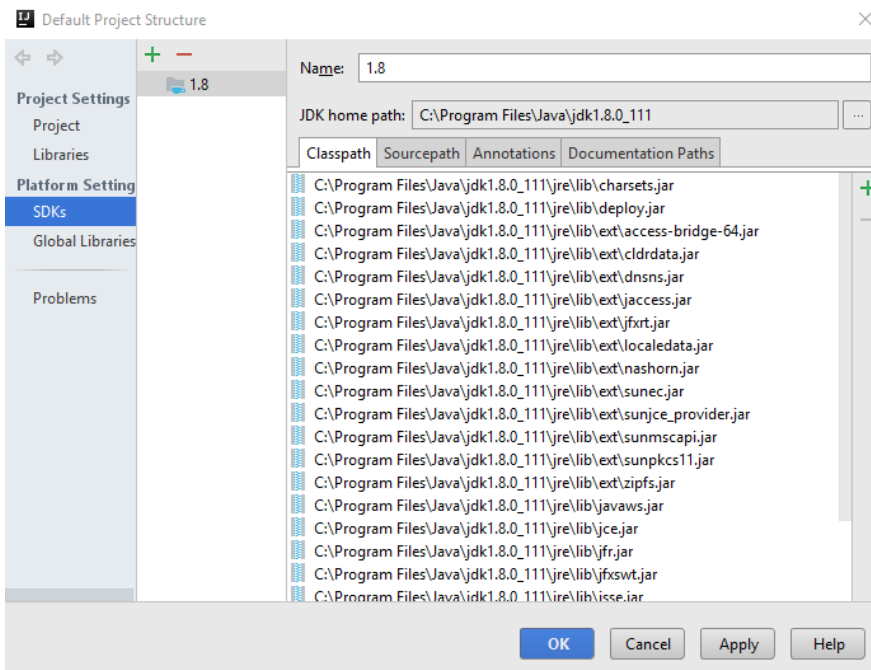 IJ Default Project Structure
Project Settings
Project
Libraries
Platform Setting
SDKs
Global Libraries
Problems
1.8
Name: 1.8
JDK home path: C:\Program Files\Java\jdk1.8.0_111 ...
Classpath Sourcepath Annotations Documentation Paths
C:\Program Files\Java\jdk1.8.0_111\jre\lib\charsets.jar
C:\Program Files\Java\jdk1.8.0_111\jre\lib\deploy.jar
C:\Program Files\Java\jdk1.8.0_111\jre\lib\ext\access-bridge-64.jar
C:\Program Files\Java\jdk1.8.0_111\jre\lib\ext\cldrdata.jar
C:\Program Files\Java\jdk1.8.0_111\jre\lib\ext\dnsns.jar
C:\Program Files\Java\jdk1.8.0_111\jre\lib\ext\jaccess.jar
C:\Program Files\Java\jdk1.8.0_111\jre\lib\ext\jfxrt.jar
C:\Program Files\Java\jdk1.8.0_111\jre\lib\ext\localedata.jar
C:\Program Files\Java\jdk1.8.0_111\jre\lib\ext\nashorn.jar
C:\Program Files\Java\jdk1.8.0_111\jre\lib\ext\sunec.jar
C:\Program Files\Java\jdk1.8.0_111\jre\lib\ext\sunjce_provider.jar
C:\Program Files\Java\jdk1.8.0_111\jre\lib\ext\sunmscapi.jar
C:\Program Files\Java\jdk1.8.0_111\jre\lib\ext\sunpkcs11.jar
C:\Program Files\Java\jdk1.8.0_111\jre\lib\ext\zipfs.jar
C:\Program Files\Java\jdk1.8.0_111\jre\lib\javaws.jar
C:\Program Files\Java\jdk1.8.0_111\jre\lib\jce.jar
C:\Program Files\Java\jdk1.8.0_111\jre\lib\jfr.jar
C:\Program Files\Java\jdk1.8.0_111\jre\lib\jfxswt.jar
C:\Program Files\Java\jdk1.8.0_111\jre\lib\jsse.jar
OK Cancel Apply Help